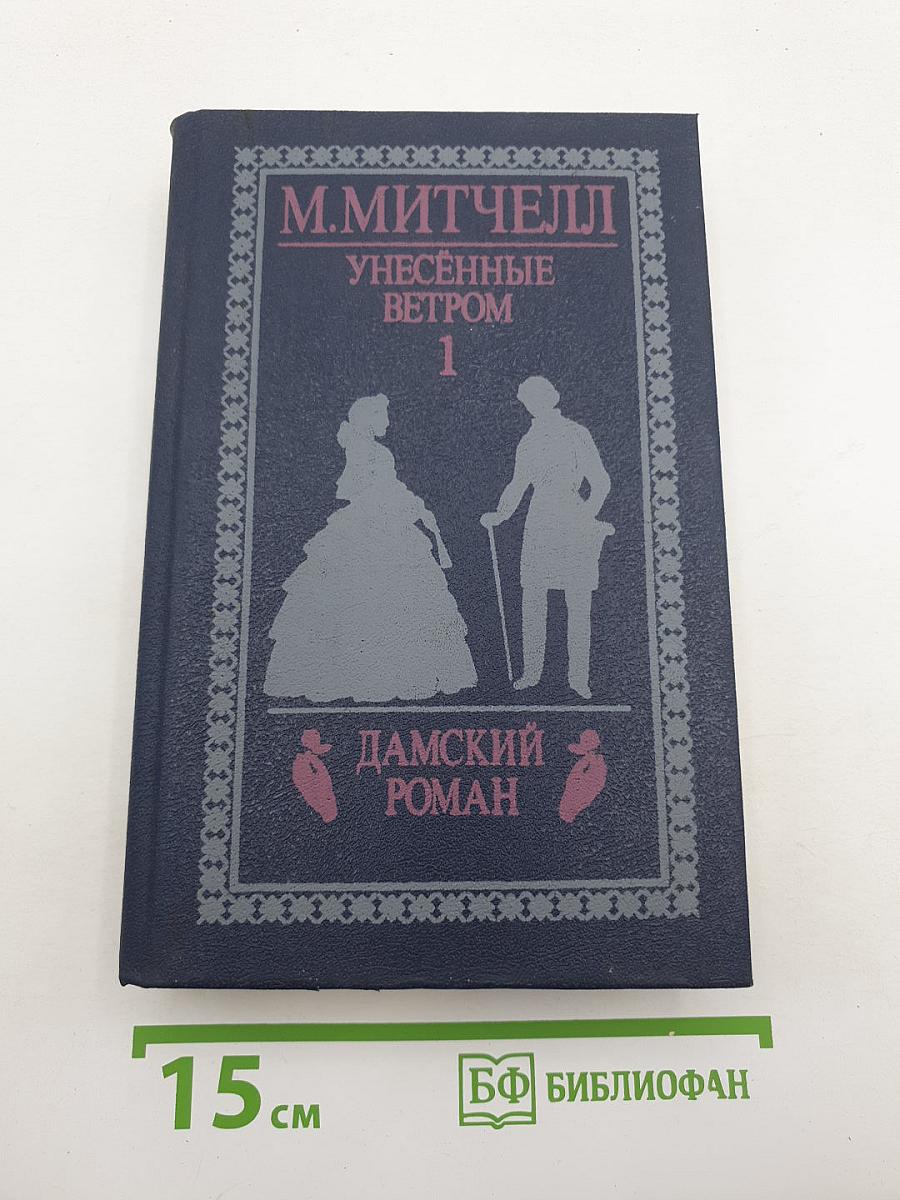 М.МИТЧЕЛЛ
УНЕСЁННЫЕ
ВЕТРОМ
1
ДАМСКИЙ
РОМАН
15 см
БФ БИБЛИОФАН